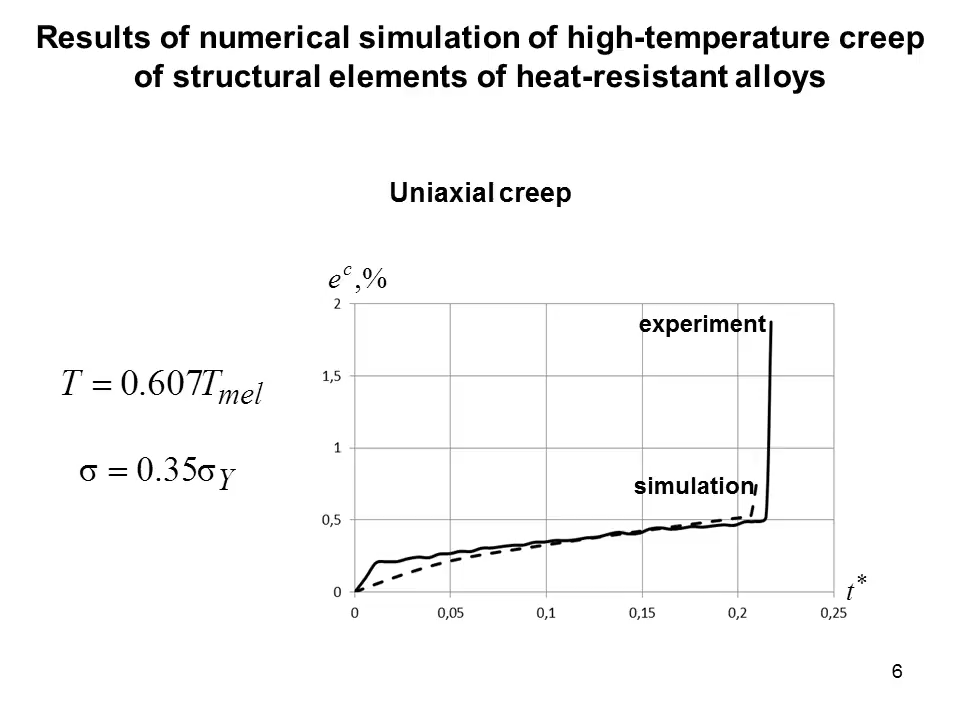 Results of numerical simulation of high-temperature creep
of structural elements of heat-resistant alloys
Uniaxial creep
e^c,%
T = 0.607T_mel
σ = 0.35σ_Y
2
1,5
1
0,5
0
experiment
simulation
0 0,05 0,1 0,15 0,2 0,25
t*
6